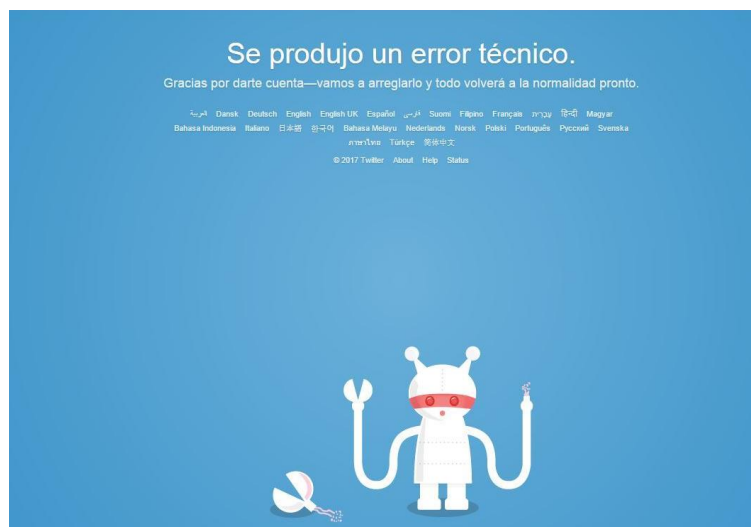 Se produjo un error técnico.
Gracias por darte cuenta—vamos a arreglarlo y todo volverá a la normalidad pronto.
العربية Dansk Deutsch English English UK Español فارسی Suomi Filipino Français עִבְרִית हिन्दी Magyar
Bahasa Indonesia Italiano 日本語 한국어 Bahasa Melayu Nederlands Norsk Polski Português Русский Svenska
ภาษาไทย Türkçe 简体中文
© 2017 Twitter About Help Status